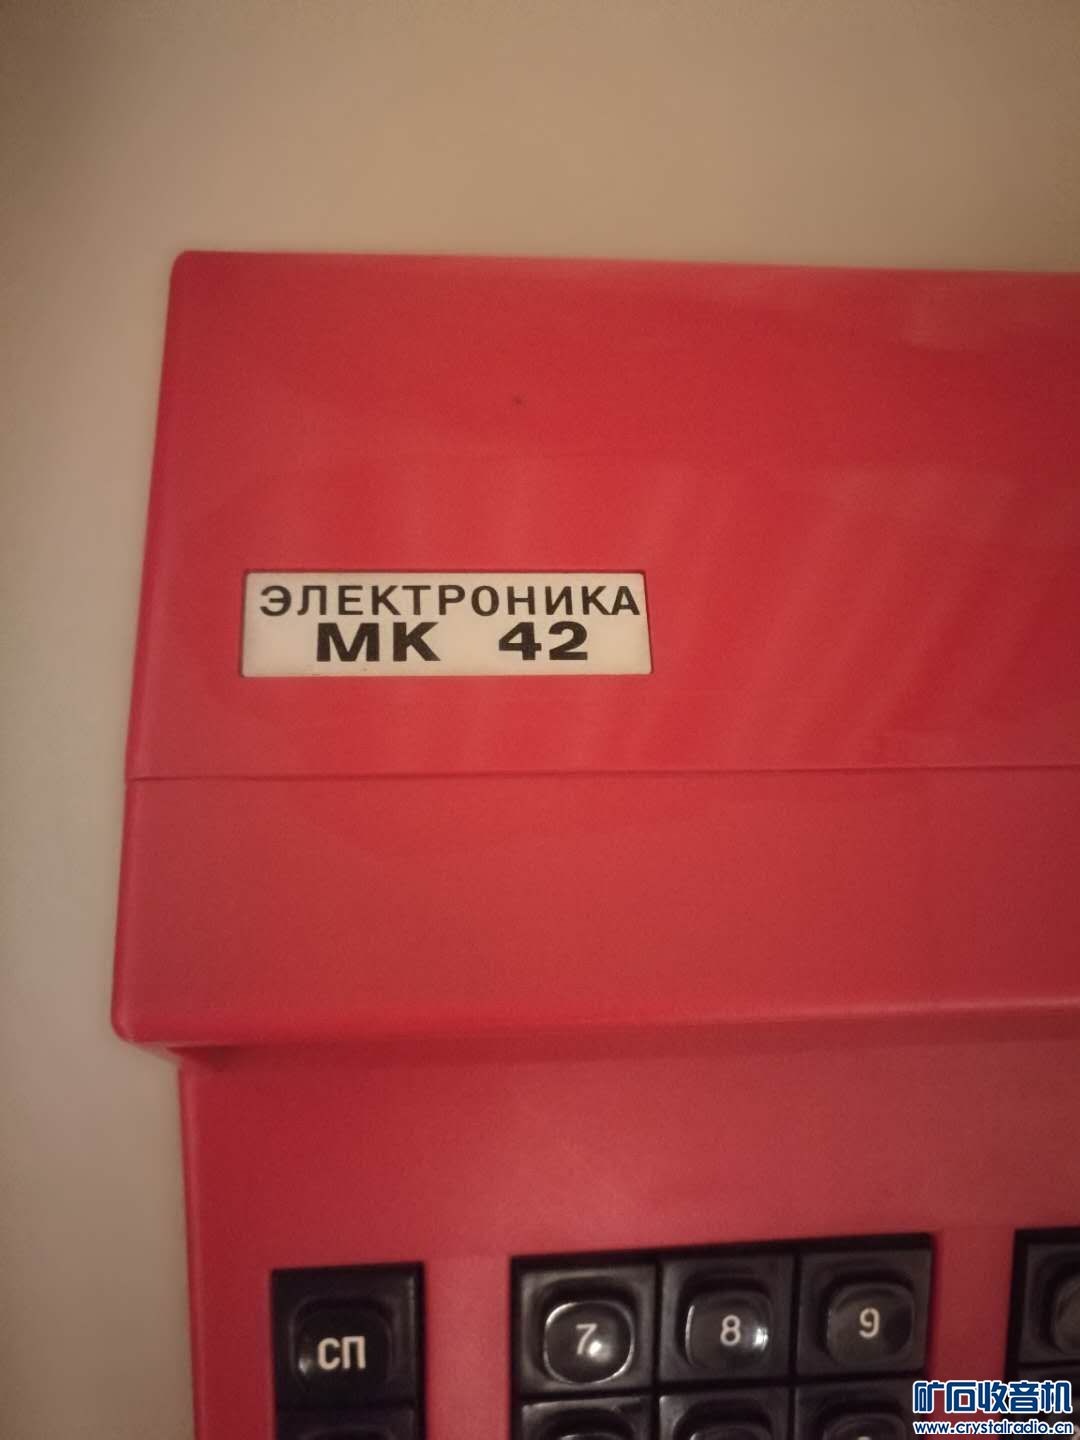 ЭЛЕКТРОНИКА
МК 42
СП
7 8 9
矿石收音机
www.crystalradio.cn